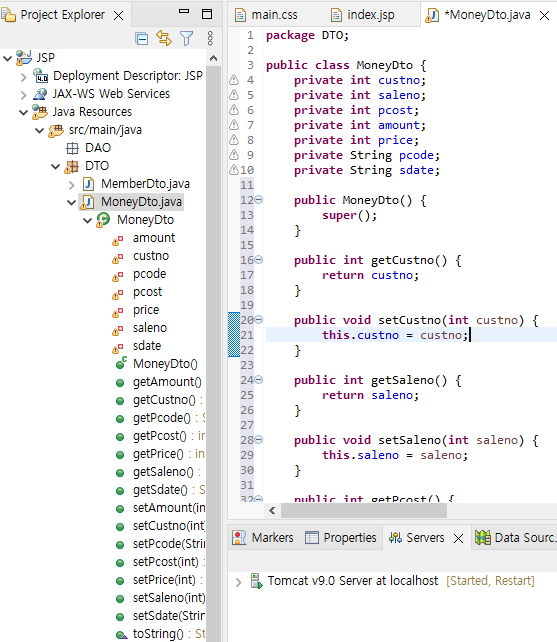 Project Explorer
JSP
Deployment Descriptor: JSP
JAX-WS Web Services
Java Resources
src/main/java
DAO
DTO
MemberDto.java
MoneyDto.java
MoneyDto
amount
custno
pcode
pcost
price
saleno
sdate
MoneyDto()
getAmount()
getCustno() :
getPcode() : S
getPcost() : in
getPrice() : in
getSaleno() :
getSdate() : S
setAmount(in
setCustno(int)
setPcode(Strin
setPcost(int) :
setPrice(int) :
setSaleno(int)
setSdate(Strin
toString() : St
main.css
index.jsp
*MoneyDto.java
1 package DTO;
2
3 public class MoneyDto {
4 private int custno;
5 private int saleno;
6 private int pcost;
7 private int amount;
8 private int price;
9 private String pcode;
10 private String sdate;
11
12 public MoneyDto() {
13 super();
14 }
15
16 public int getCustno() {
17 return custno;
18 }
19
20 public void setCustno(int custno) {
21 this.custno = custno;
22 }
23
24 public int getSaleno() {
25 return saleno;
26 }
27
28 public void setSaleno(int saleno) {
29 this.saleno = saleno;
30 }
31
32 public int getPcost() {
Markers
Properties
Servers
Data Sourc
Tomcat v9.0 Server at localhost [Started, Restart]